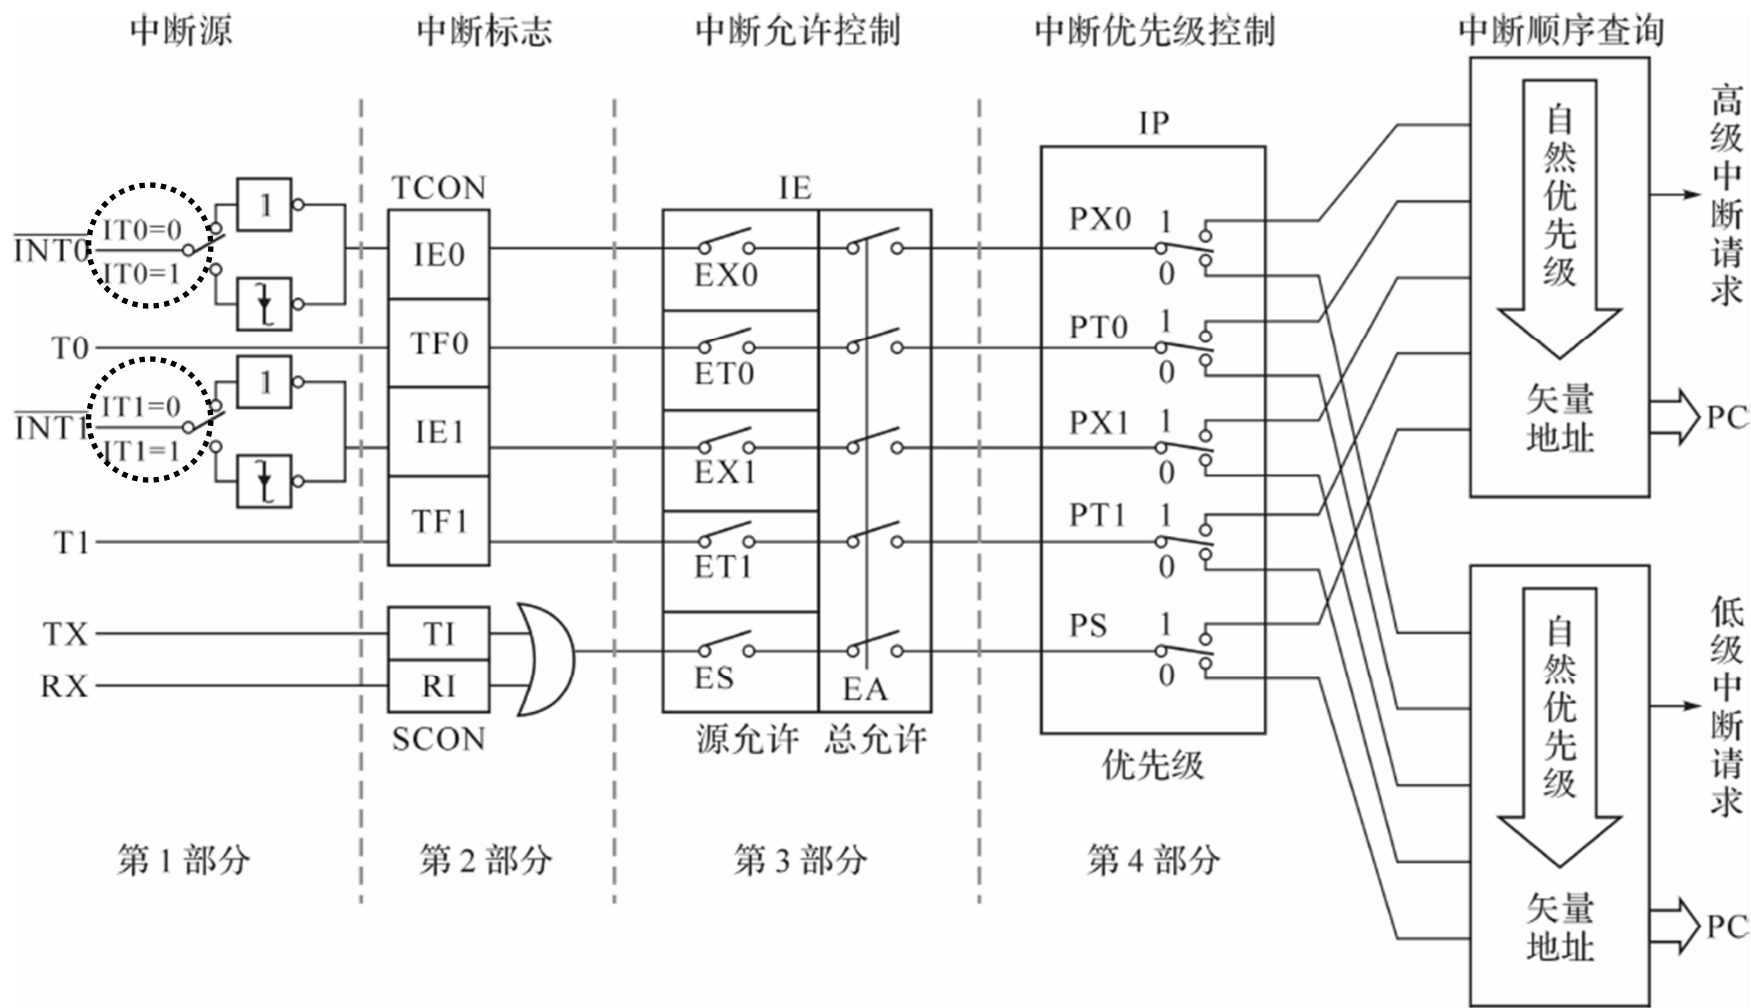 中断源
中断标志
中断允许控制
中断优先级控制
中断顺序查询
INT0
IT0=0
IT0=1
1
T0
INT1
IT1=0
IT1=1
1
T1
TX
RX
TCON
IE0
TF0
IE1
TF1
TI
RI
SCON
IE
EX0
ET0
EX1
ET1
ES
EA
源允许
总允许
IP
PX0
1
0
PT0
1
0
PX1
1
0
PT1
1
0
PS
1
0
优先级
自然优先级
矢量
地址
高级中断请求
PC
自然优先级
矢量
地址
低级中断请求
PC
第1部分
第2部分
第3部分
第4部分